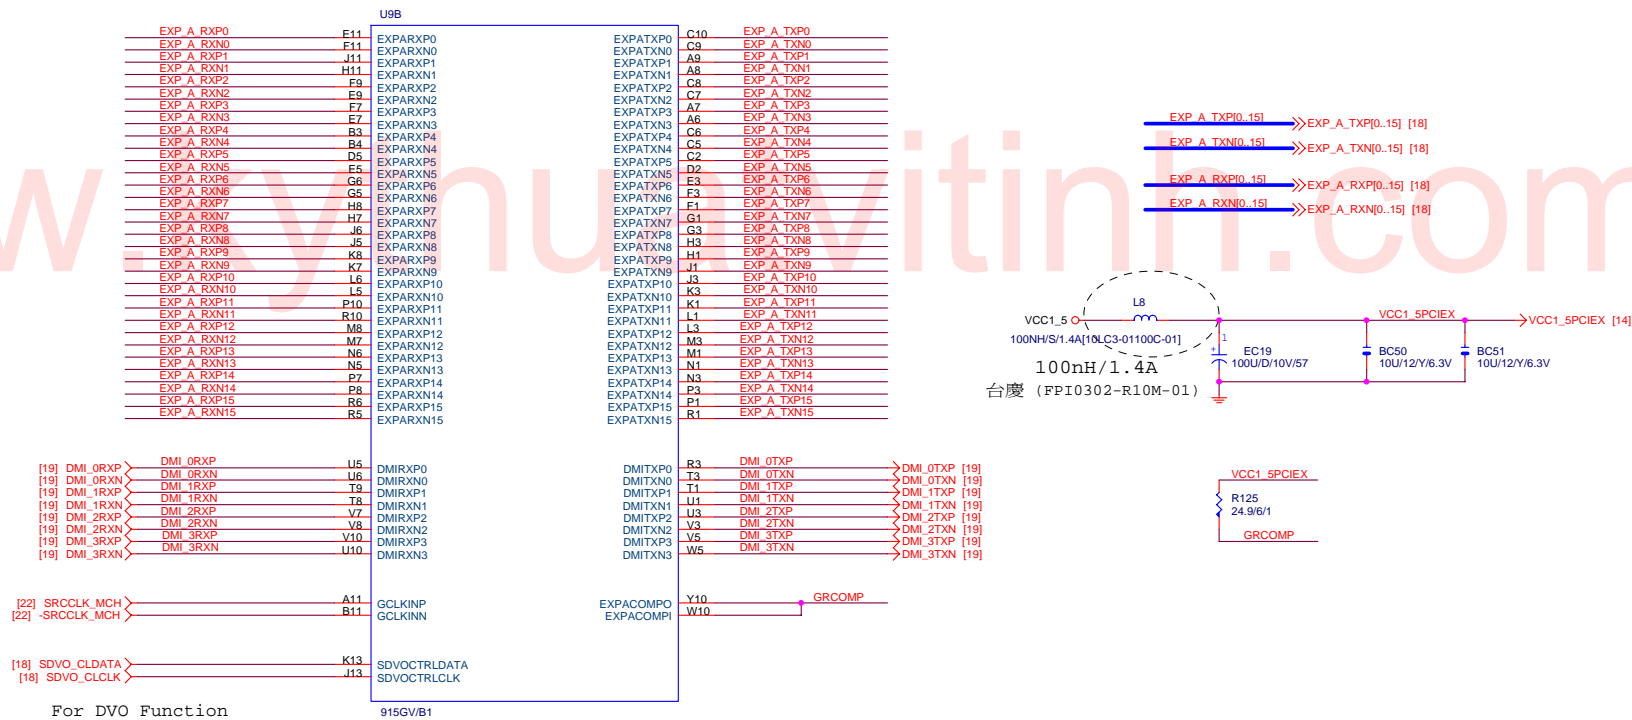 U9B
EXP_A_RXP0 E11 EXPARXP0 EXPATXP0 C10 EXP_A_TXP0
EXP_A_RXN0 F11 EXPARXN0 EXPATXN0 C9 EXP_A_TXN0
EXP_A_RXP1 J11 EXPARXP1 EXPATXP1 A9 EXP_A_TXP1
EXP_A_RXN1 H11 EXPARXN1 EXPATXN1 A8 EXP_A_TXN1
EXP_A_RXP2 F9 EXPARXP2 EXPATXP2 C8 EXP_A_TXP2
EXP_A_RXN2 E9 EXPARXN2 EXPATXN2 C7 EXP_A_TXN2
EXP_A_RXP3 F7 EXPARXP3 EXPATXP3 A7 EXP_A_TXP3
EXP_A_RXN3 E7 EXPARXN3 EXPATXN3 A6 EXP_A_TXN3
EXP_A_RXP4 B3 EXPARXP4 EXPATXP4 C6 EXP_A_TXP4
EXP_A_RXN4 B4 EXPARXN4 EXPATXN4 C5 EXP_A_TXN4
EXP_A_RXP5 D5 EXPARXP5 EXPATXP5 C2 EXP_A_TXP5
EXP_A_RXN5 E5 EXPARXN5 EXPATXN5 D2 EXP_A_TXN5
EXP_A_RXP6 G6 EXPARXP6 EXPATXP6 E3 EXP_A_TXP6
EXP_A_RXN6 G5 EXPARXN6 EXPATXN6 F3 EXP_A_TXN6
EXP_A_RXP7 H8 EXPARXP7 EXPATXP7 F1 EXP_A_TXP7
EXP_A_RXN7 H7 EXPARXN7 EXPATXN7 G1 EXP_A_TXN7
EXP_A_RXP8 J6 EXPARXP8 EXPATXP8 G3 EXP_A_TXP8
EXP_A_RXN8 J5 EXPARXN8 EXPATXN8 H3 EXP_A_TXN8
EXP_A_RXP9 K8 EXPARXP9 EXPATXP9 H1 EXP_A_TXP9
EXP_A_RXN9 K7 EXPARXN9 EXPATXN9 J1 EXP_A_TXN9
EXP_A_RXP10 L6 EXPARXP10 EXPATXP10 J3 EXP_A_TXP10
EXP_A_RXN10 L5 EXPARXN10 EXPATXN10 K3 EXP_A_TXN10
EXP_A_RXP11 P10 EXPARXP11 EXPATXP11 K1 EXP_A_TXP11
EXP_A_RXN11 R10 EXPARXN11 EXPATXN11 L1 EXP_A_TXN11
EXP_A_RXP12 M8 EXPARXP12 EXPATXP12 L3 EXP_A_TXP12
EXP_A_RXN12 M7 EXPARXN12 EXPATXN12 M3 EXP_A_TXN12
EXP_A_RXP13 N6 EXPARXP13 EXPATXP13 M1 EXP_A_TXP13
EXP_A_RXN13 N5 EXPARXN13 EXPATXN13 N1 EXP_A_TXN13
EXP_A_RXP14 P7 EXPARXP14 EXPATXP14 N3 EXP_A_TXP14
EXP_A_RXN14 P8 EXPARXN14 EXPATXN14 P3 EXP_A_TXN14
EXP_A_RXP15 R6 EXPARXP15 EXPATXP15 P1 EXP_A_TXP15
EXP_A_RXN15 R5 EXPARXN15 EXPATXN15 R1 EXP_A_TXN15
[19] DMI_0RXP DMI_0RXP U5 DMIRXP0 DMITXP0 R3 DMI_0TXP DMI_0TXP [19]
[19] DMI_0RXN DMI_0RXN U6 DMIRXN0 DMITXN0 T3 DMI_0TXN DMI_0TXN [19]
[19] DMI_1RXP DMI_1RXP T9 DMIRXP1 DMITXP1 T1 DMI_1TXP DMI_1TXP [19]
[19] DMI_1RXN DMI_1RXN T8 DMIRXN1 DMITXN1 U1 DMI_1TXN DMI_1TXN [19]
[19] DMI_2RXP DMI_2RXP V7 DMIRXP2 DMITXP2 U3 DMI_2TXP DMI_2TXP [19]
[19] DMI_2RXN DMI_2RXN V8 DMIRXN2 DMITXN2 V3 DMI_2TXN DMI_2TXN [19]
[19] DMI_3RXP DMI_3RXP V10 DMIRXP3 DMITXP3 V5 DMI_3TXP DMI_3TXP [19]
[19] DMI_3RXN DMI_3RXN U10 DMIRXN3 DMITXN3 W5 DMI_3TXN DMI_3TXN [19]
[22] SRCCLK_MCH A11 GCLKINP EXPACOMPO Y10 GRCOMP
[22] -SRCCLK_MCH B11 GCLKINN EXPACOMPI W10
[18] SDVO_CLDATA K13 SDVOCTRLDATA
[18] SDVO_CLCLK J13 SDVOCTRLCLK
For DVO Function
915GV/B1
EXP_A_TXP[0..15] EXP_A_TXP[0..15] [18]
EXP_A_TXN[0..15] EXP_A_TXN[0..15] [18]
EXP_A_RXP[0..15] EXP_A_RXP[0..15] [18]
EXP_A_RXN[0..15] EXP_A_RXN[0..15] [18]
L8
VCC1_5 VCC1_5PCIEX VCC1_5PCIEX [14]
100NH/S/1.4A[10LC3-01100C-01]
100nH/1.4A
台慶 (FPI0302-R10M-01)
+ 1
EC19
100U/D/10V/57
BC50
10U/12/Y/6.3V
BC51
10U/12/Y/6.3V
VCC1_5PCIEX
R125
24.9/6/1
GRCOMP
w.kythuavitinh.com